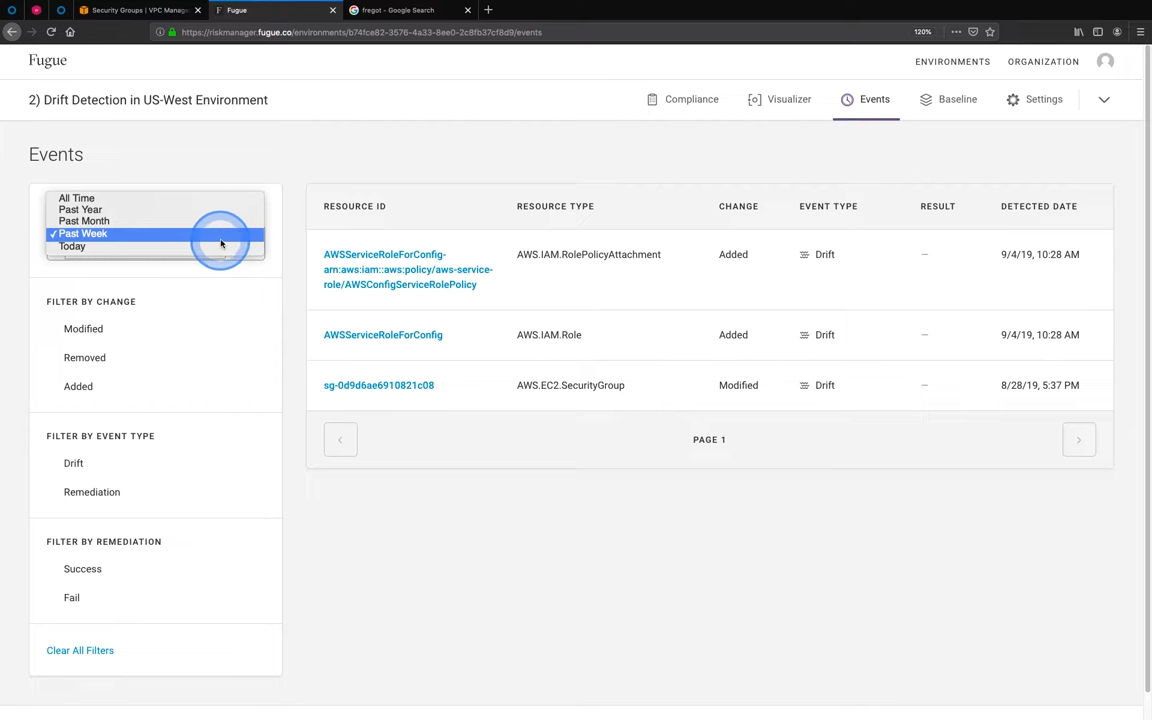 Security Groups | VPC Manag
Fugue
fregot - Google Search
https://riskmanager.fugue.co/environments/b74fce82-3576-4a33-8ee0-2c8fb37cf8d9/events
120%
Fugue
ENVIRONMENTS
ORGANIZATION
2) Drift Detection in US-West Environment
Compliance
Visualizer
Events
Baseline
Settings
Events
All Time
Past Year
Past Month
✓ Past Week
Today
FILTER BY CHANGE
Modified
Removed
Added
FILTER BY EVENT TYPE
Drift
Remediation
FILTER BY REMEDIATION
Success
Fail
Clear All Filters
RESOURCE ID RESOURCE TYPE CHANGE EVENT TYPE RESULT DETECTED DATE
AWSServiceRoleForConfig- AWS.IAM.RolePolicyAttachment Added Drift – 9/4/19, 10:28 AM
arn:aws:iam::aws:policy/aws-service-
role/AWSConfigServiceRolePolicy
AWSServiceRoleForConfig AWS.IAM.Role Added Drift – 9/4/19, 10:28 AM
sg-0d9d6ae6910821c08 AWS.EC2.SecurityGroup Modified Drift – 8/28/19, 5:37 PM
PAGE 1